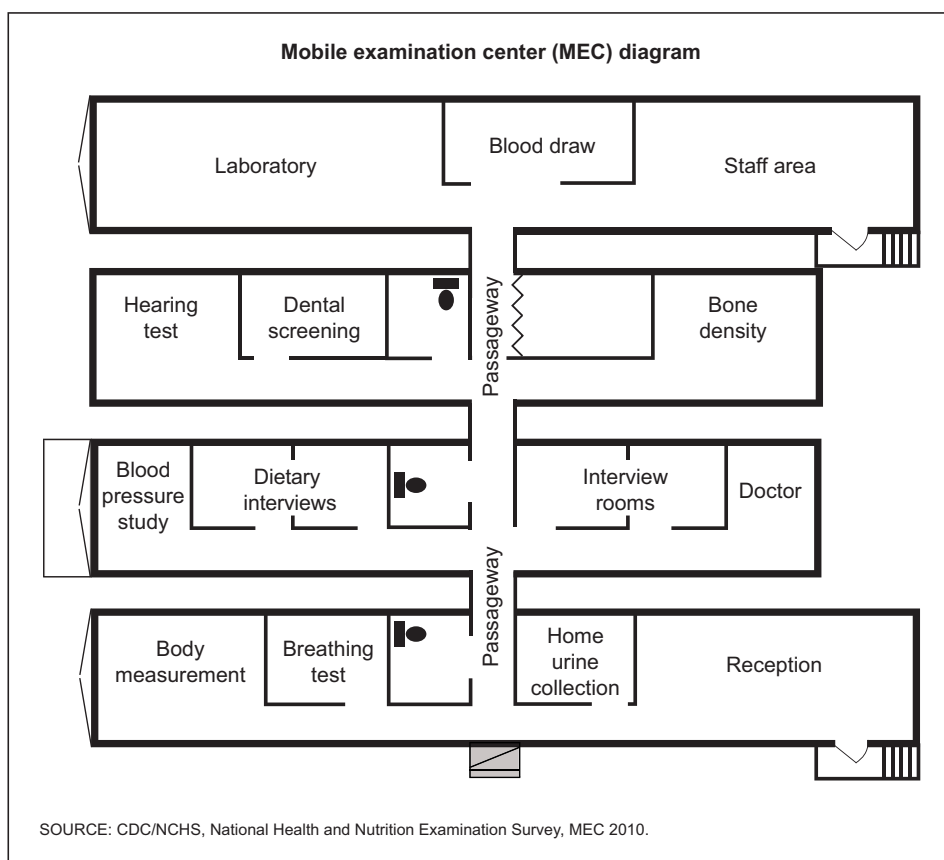 Mobile examination center (MEC) diagram
Laboratory
Blood draw
Staff area
Hearing
test
Dental
screening
Passageway
Bone
density
Blood
pressure
study
Dietary
interviews
Interview
rooms
Doctor
Passageway
Body
measurement
Breathing
test
Home
urine
collection
Reception
SOURCE: CDC/NCHS, National Health and Nutrition Examination Survey, MEC 2010.